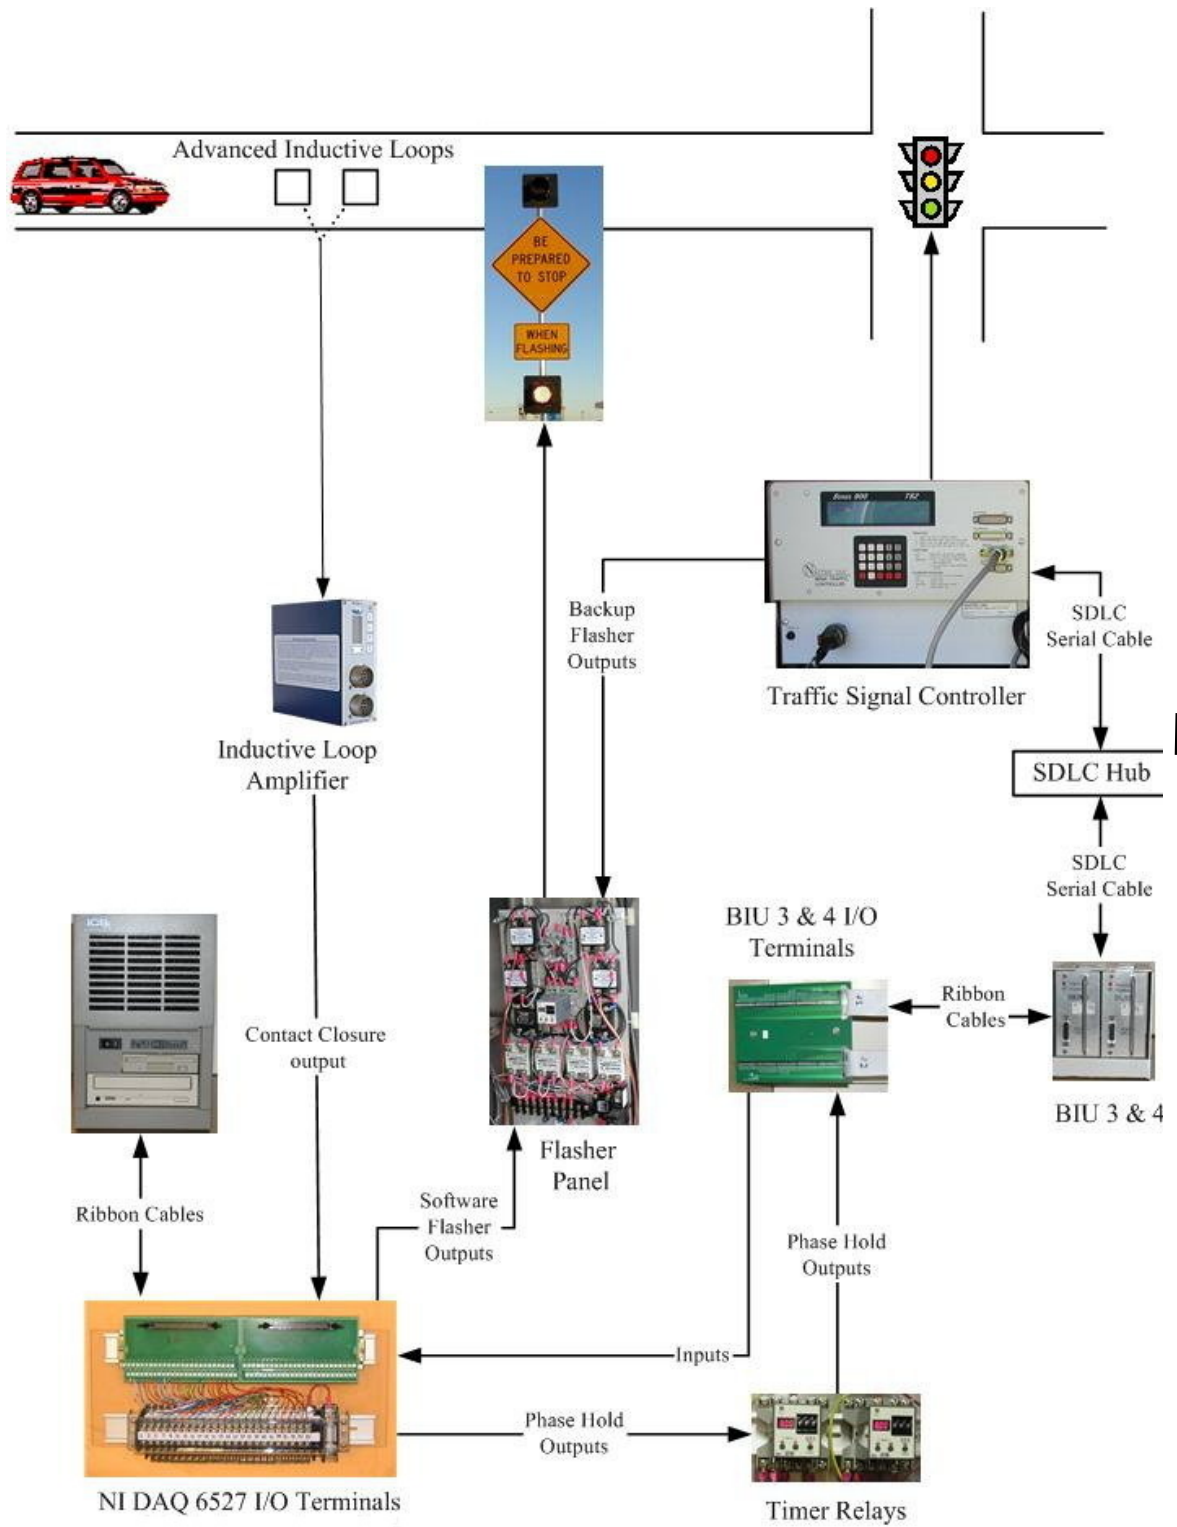 Advanced Inductive Loops
BE
PREPARED
TO STOP
WHEN
FLASHING
Backup
Flasher
Outputs
SDLC
Serial Cable
Traffic Signal Controller
Inductive Loop
Amplifier
SDLC Hub
SDLC
Serial Cable
BIU 3 & 4 I/O
Terminals
Ribbon
Cables
BIU 3 & 4
Contact Closure
output
Flasher
Panel
Ribbon Cables
Software
Flasher
Outputs
Phase Hold
Outputs
Inputs
Phase Hold
Outputs
NI DAQ 6527 I/O Terminals
Timer Relays